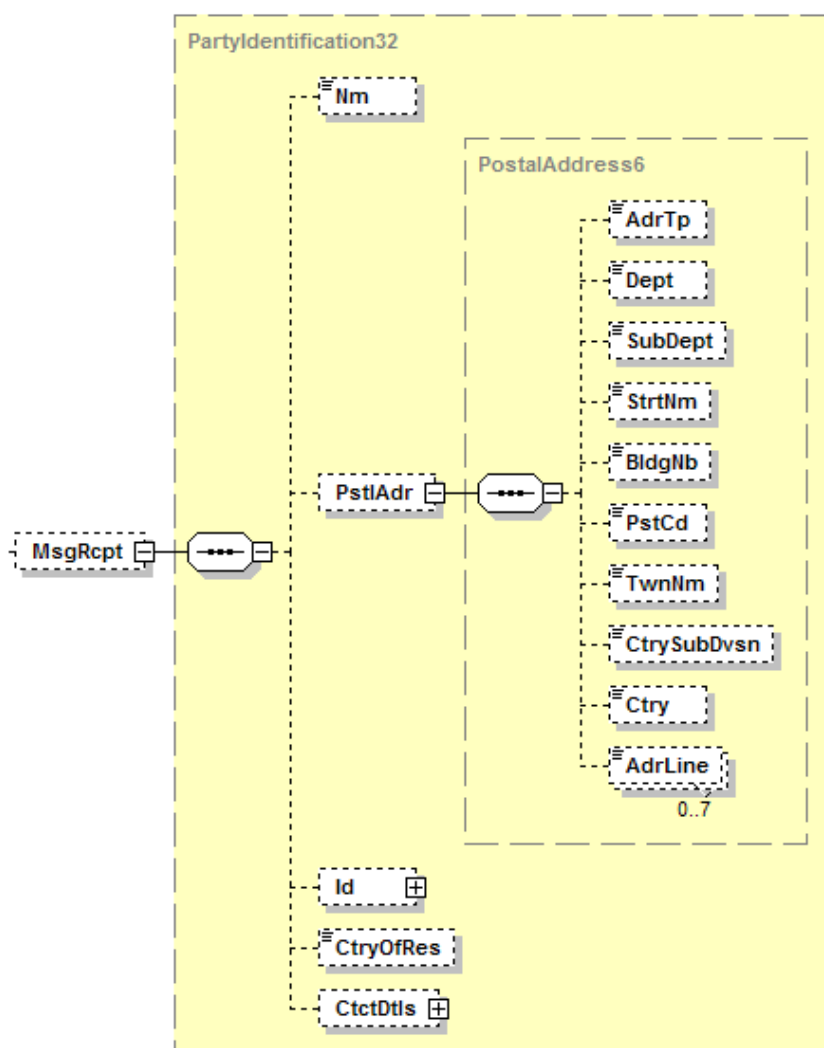 PartyIdentification32
Nm
PostalAddress6
AdrTp
Dept
SubDept
StrtNm
BldgNb
PstlAdr
PstCd
MsgRcpt
TwnNm
CtrySubDvsn
Ctry
AdrLine
0..7
Id
CtryOfRes
CtctDtls